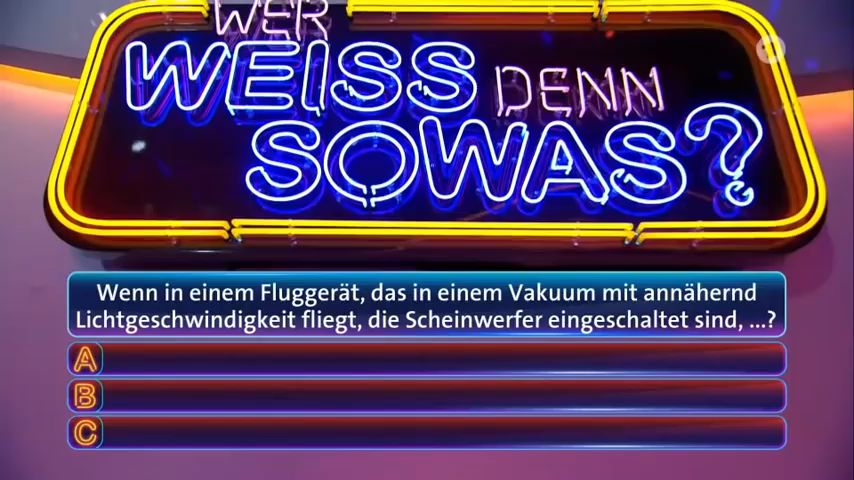 WER
WEISS DENN
SOWAS?
Wenn in einem Fluggerät, das in einem Vakuum mit annähernd
Lichtgeschwindigkeit fliegt, die Scheinwerfer eingeschaltet sind, ...?
A
B
C